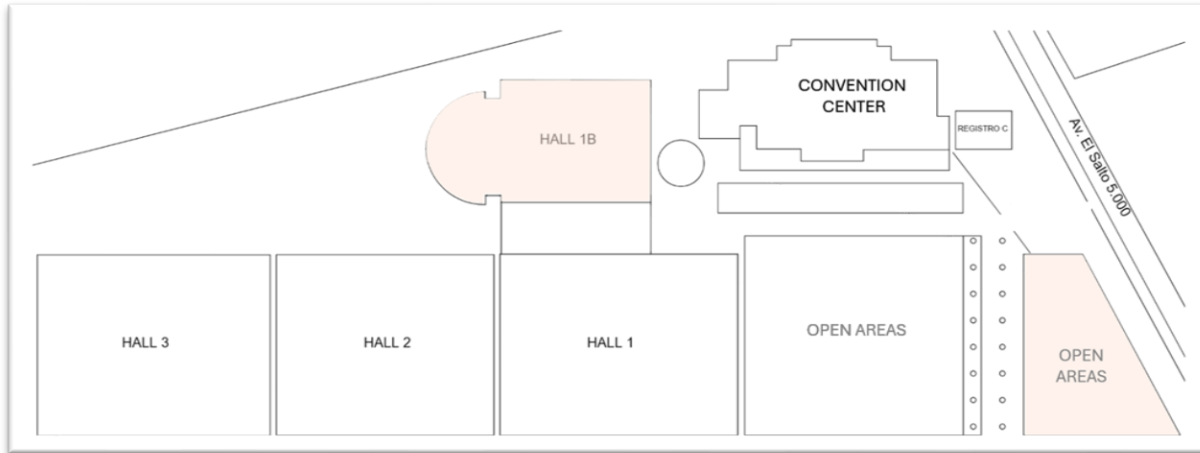 CONVENTION
CENTER
REGISTRO C
HALL 1B
Av. El Salto 5.000
HALL 3
HALL 2
HALL 1
OPEN AREAS
OPEN
AREAS